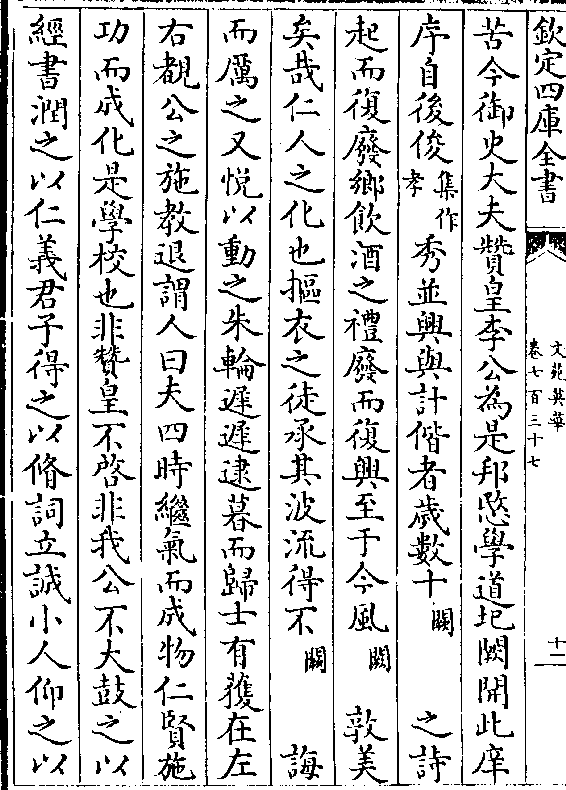 欽定四庫全書
文苑英華
卷七百三十七
十一
苦今御史大夫贊皇李公為是邦愍學道圮闕開此庠
序自後俊集作孝秀並興與計偕者歲數十闕之詩
起而復廢鄉飲酒之禮廢而復興至于今風闕敦美
矣哉仁人之化也摳衣之徒承其波流得不闕誨
而厲之又悅以動之朱輪遲遲逮暮而歸士有獲在左
右覩公之施教退謂人曰夫四時繼氣而成物仁賢施
功而成化是學校也非贊皇不啓非我公不大鼓之以
經書潤之以仁義君子得之以脩詞立誠小人仰之以